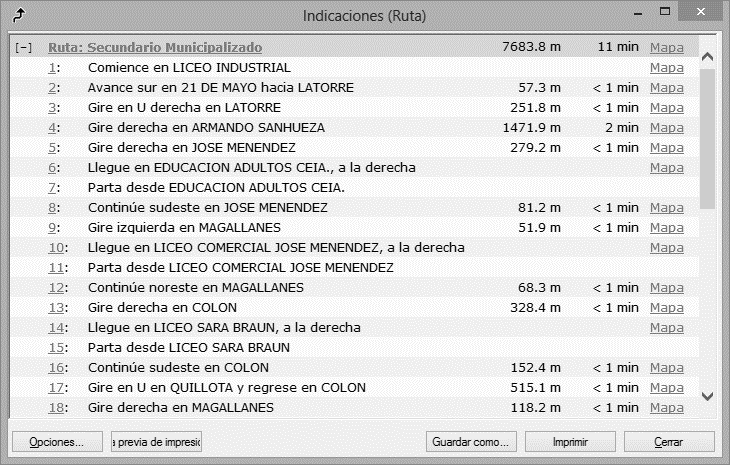 Indicaciones (Ruta)
[-] Ruta: Secundario Municipalizado 7683.8 m 11 min Mapa
1: Comience en LICEO INDUSTRIAL Mapa
2: Avance sur en 21 DE MAYO hacia LATORRE 57.3 m < 1 min Mapa
3: Gire en U derecha en LATORRE 251.8 m < 1 min Mapa
4: Gire derecha en ARMANDO SANHUEZA 1471.9 m 2 min Mapa
5: Gire derecha en JOSE MENENDEZ 279.2 m < 1 min Mapa
6: Llegue en EDUCACION ADULTOS CEIA., a la derecha Mapa
7: Parta desde EDUCACION ADULTOS CEIA.
8: Continúe sudeste en JOSE MENENDEZ 81.2 m < 1 min Mapa
9: Gire izquierda en MAGALLANES 51.9 m < 1 min Mapa
10: Llegue en LICEO COMERCIAL JOSE MENENDEZ, a la derecha Mapa
11: Parta desde LICEO COMERCIAL JOSE MENENDEZ
12: Continúe noreste en MAGALLANES 68.3 m < 1 min Mapa
13: Gire derecha en COLON 328.4 m < 1 min Mapa
14: Llegue en LICEO SARA BRAUN, a la derecha Mapa
15: Parta desde LICEO SARA BRAUN
16: Continúe sudeste en COLON 152.4 m < 1 min Mapa
17: Gire en U en QUILLOTA y regrese en COLON 515.1 m < 1 min Mapa
18: Gire derecha en MAGALLANES 118.2 m < 1 min Mapa
Opciones... a previa de impresió Guardar como... Imprimir Cerrar